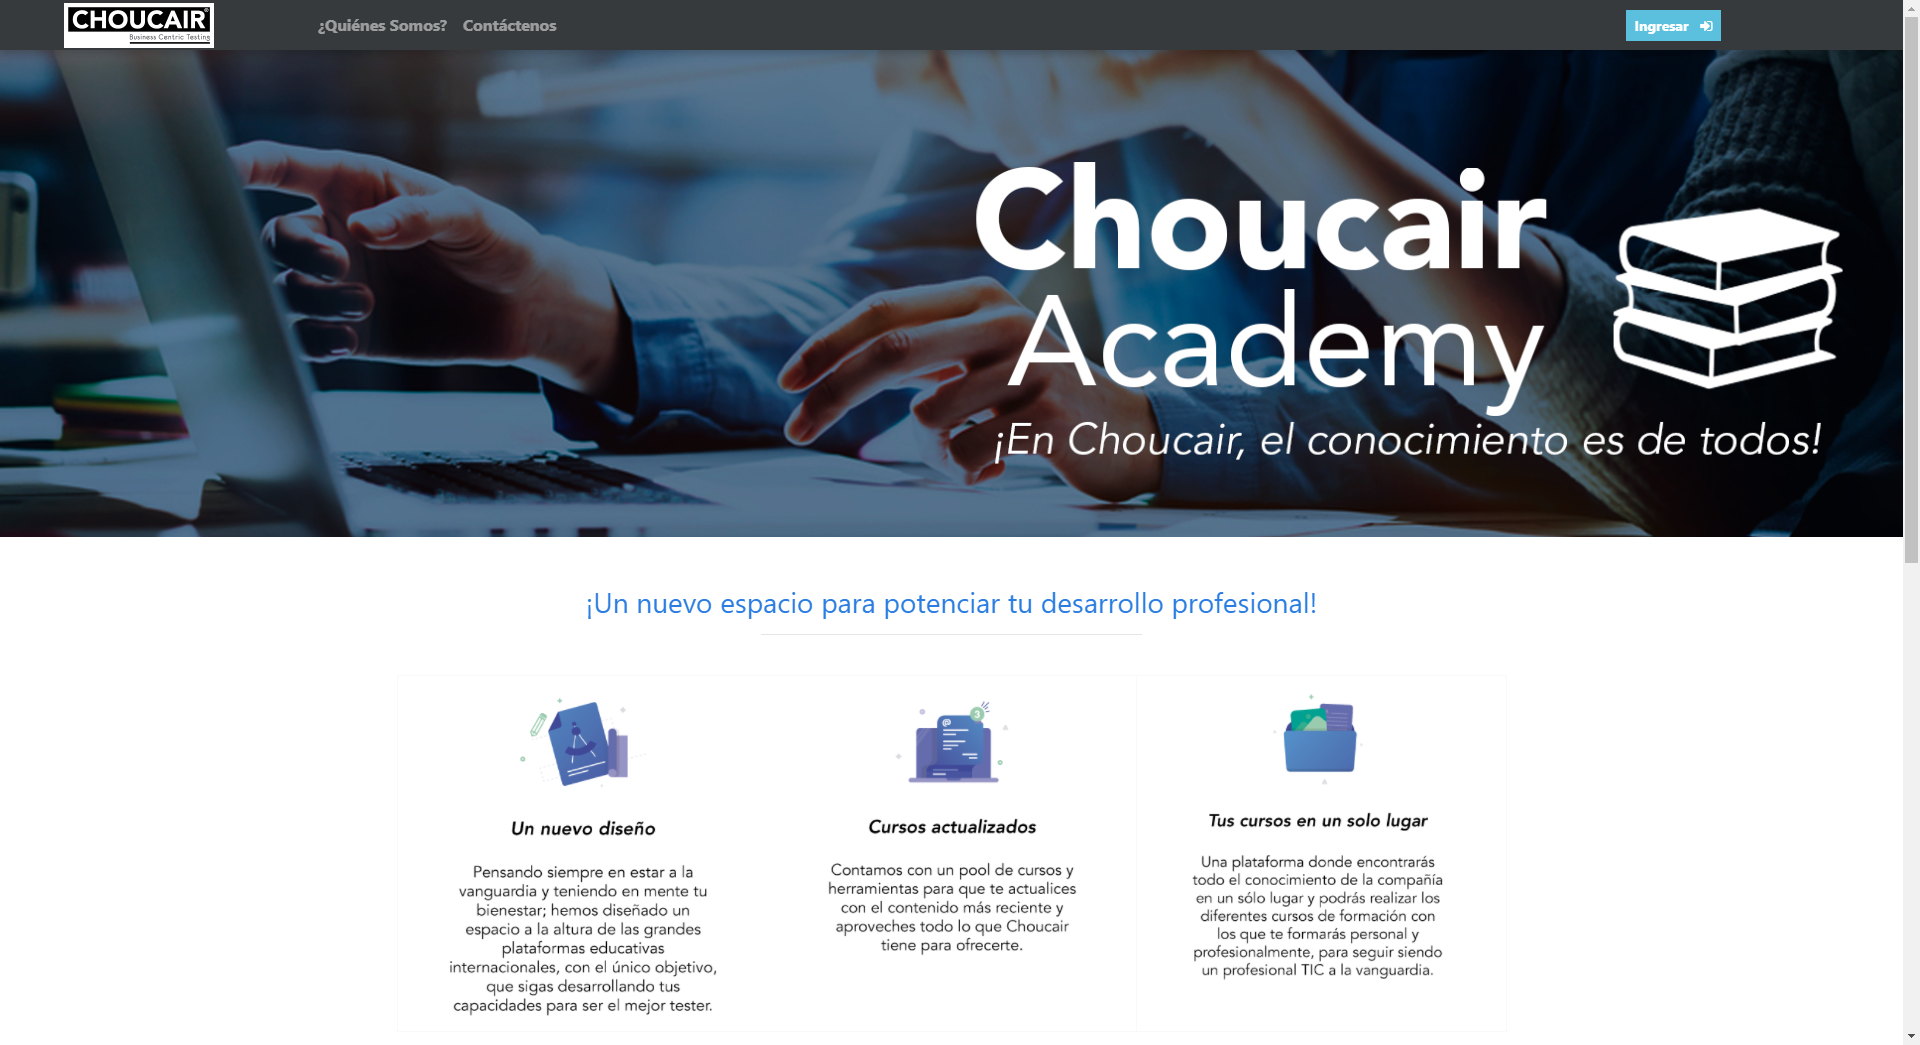 CHOUCAIR®
Business Centric Testing
¿Quiénes Somos? Contáctenos
Ingresar
Choucair
Academy
¡En Choucair, el conocimiento es de todos!
¡Un nuevo espacio para potenciar tu desarrollo profesional!
Un nuevo diseño
Pensando siempre en estar a la
vanguardia y teniendo en mente tu
bienestar; hemos diseñado un
espacio a la altura de las grandes
plataformas educativas
internacionales, con el único objetivo,
que sigas desarrollando tus
capacidades para ser el mejor tester.
@ 3
Cursos actualizados
Contamos con un pool de cursos y
herramientas para que te actualices
con el contenido más reciente y
aproveches todo lo que Choucair
tiene para ofrecerte.
Tus cursos en un solo lugar
Una plataforma donde encontrarás
todo el conocimiento de la compañía
en un sólo lugar y podrás realizar los
diferentes cursos de formación con
los que te formarás personal y
profesionalmente, para seguir siendo
un profesional TIC a la vanguardia.